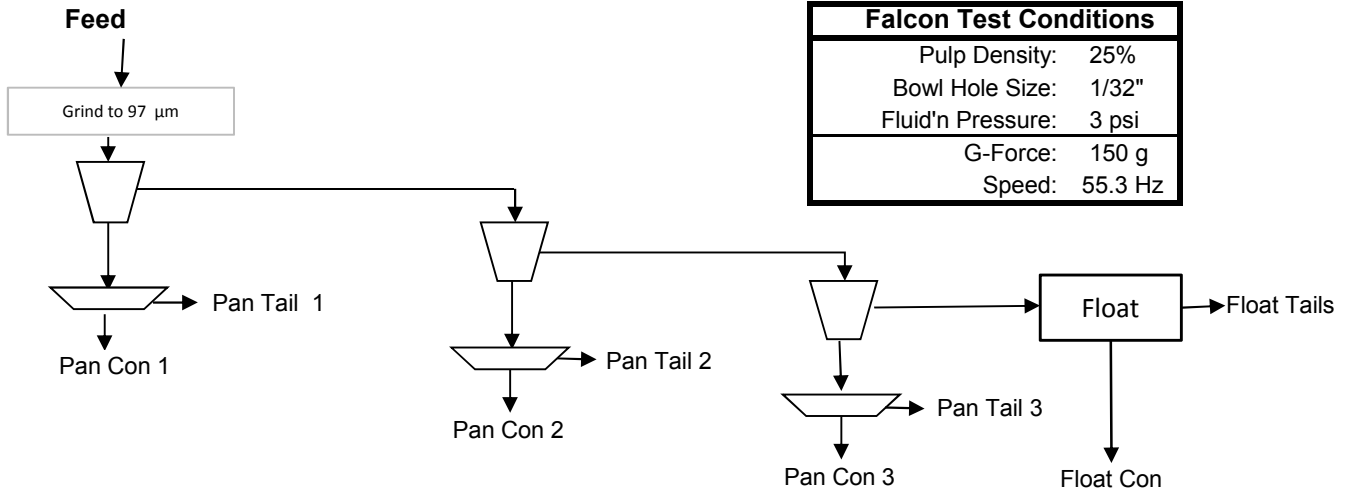 Feed
Grind to 97 µm
Falcon Test Conditions
Pulp Density: 25%
Bowl Hole Size: 1/32"
Fluid'n Pressure: 3 psi
G-Force: 150 g
Speed: 55.3 Hz
Pan Tail 1
Pan Con 1
Pan Tail 2
Pan Con 2
Float
Float Tails
Pan Tail 3
Pan Con 3
Float Con